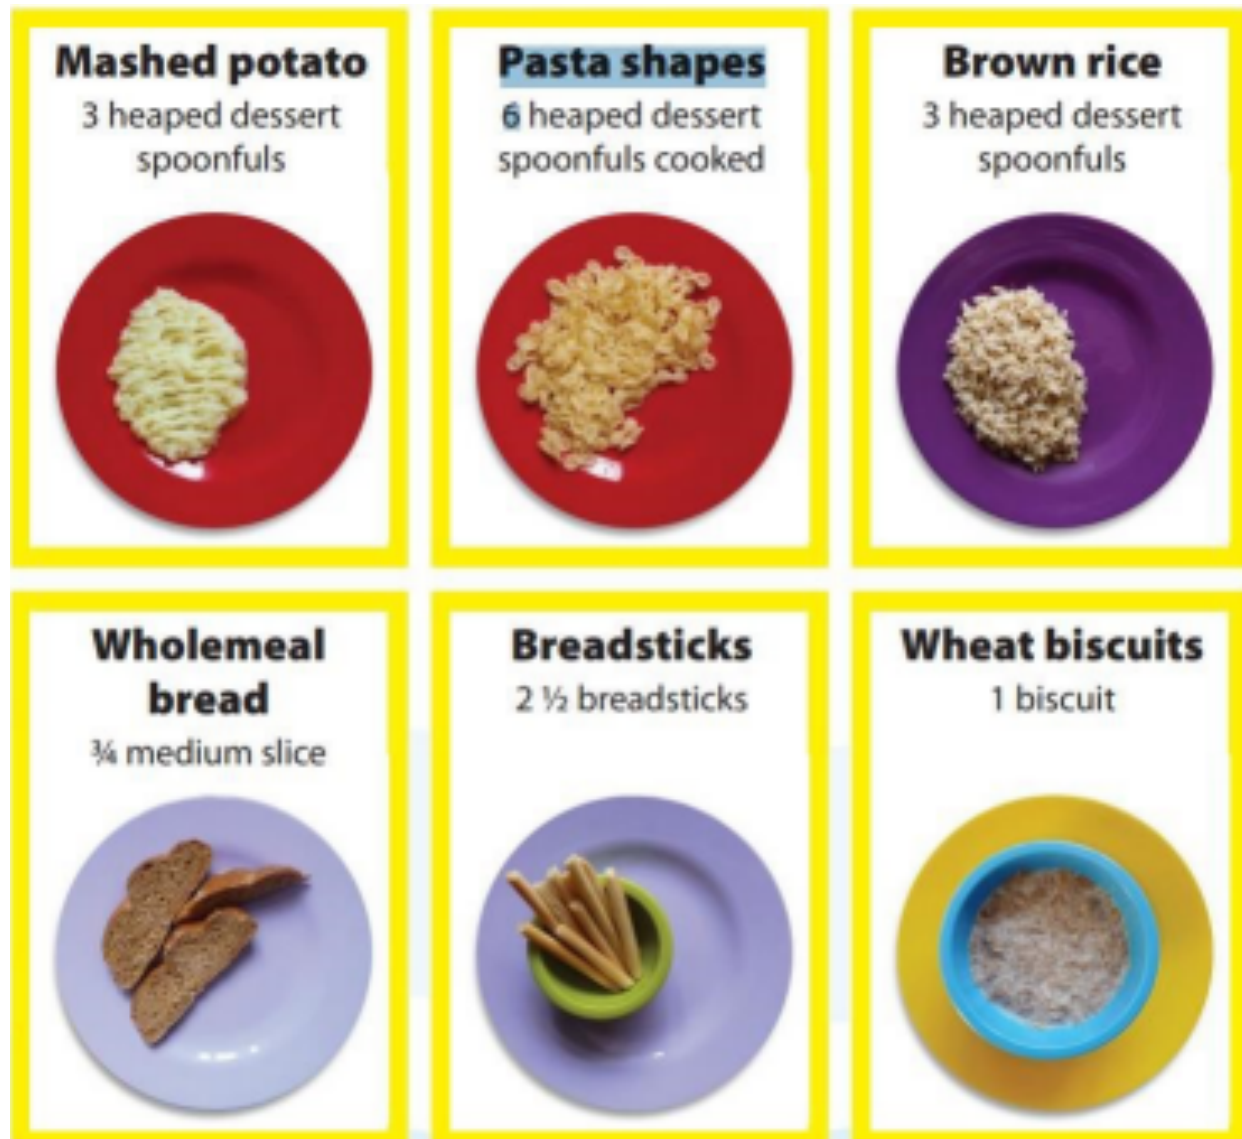 Mashed potato
3 heaped dessert
spoonfuls
Pasta shapes
6 heaped dessert
spoonfuls cooked
Brown rice
3 heaped dessert
spoonfuls
Wholemeal
bread
¾ medium slice
Breadsticks
2 ½ breadsticks
Wheat biscuits
1 biscuit